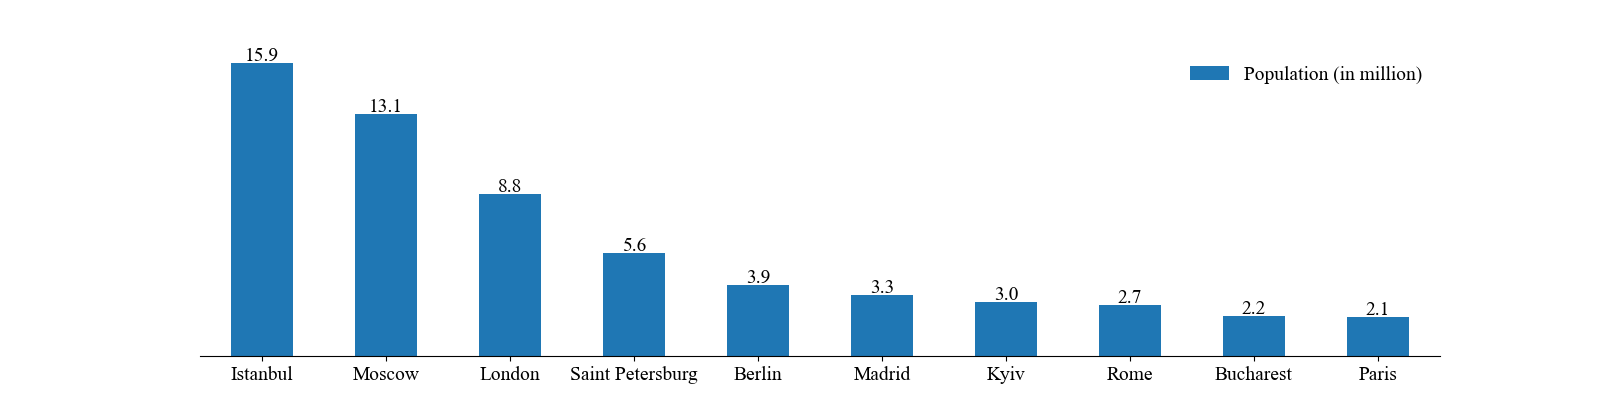 15.9
13.1
8.8
5.6
3.9
3.3
3.0
2.7
2.2
2.1
Population (in million)
Istanbul
Moscow
London
Saint Petersburg
Berlin
Madrid
Kyiv
Rome
Bucharest
Paris